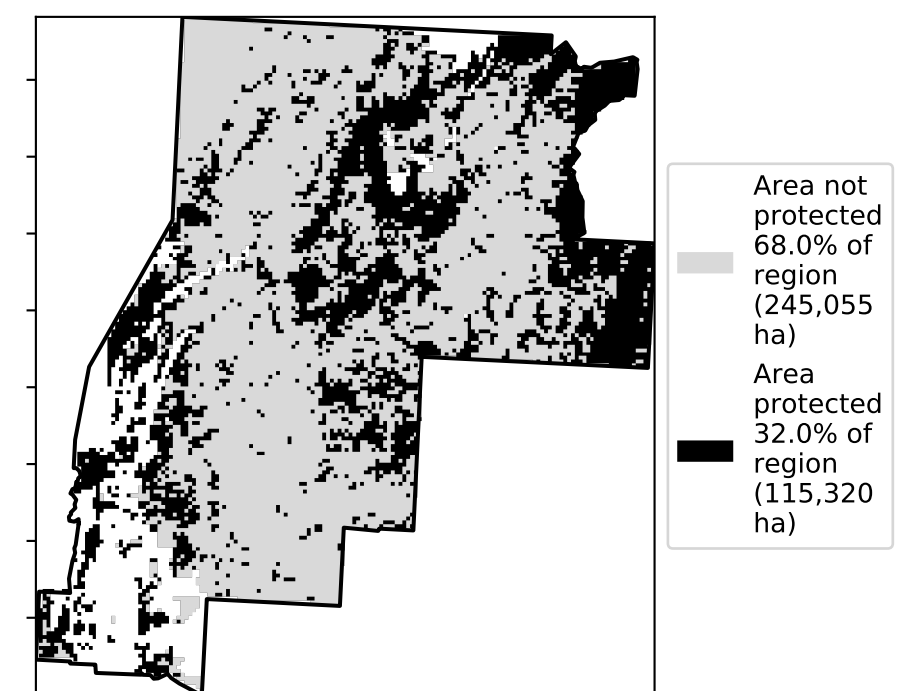 Area not
protected
68.0% of
region
(245,055
ha)
Area
protected
32.0% of
region
(115,320
ha)